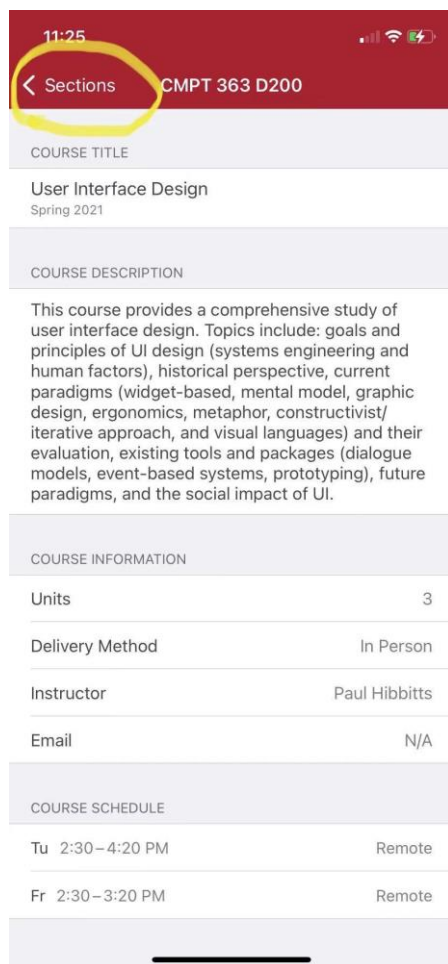 11:25
Sections CMPT 363 D200
COURSE TITLE
User Interface Design
Spring 2021
COURSE DESCRIPTION
This course provides a comprehensive study of
user interface design. Topics include: goals and
principles of UI design (systems engineering and
human factors), historical perspective, current
paradigms (widget-based, mental model, graphic
design, ergonomics, metaphor, constructivist/
iterative approach, and visual languages) and their
evaluation, existing tools and packages (dialogue
models, event-based systems, prototyping), future
paradigms, and the social impact of UI.
COURSE INFORMATION
Units 3
Delivery Method In Person
Instructor Paul Hibbitts
Email N/A
COURSE SCHEDULE
Tu 2:30–4:20 PM Remote
Fr 2:30–3:20 PM Remote